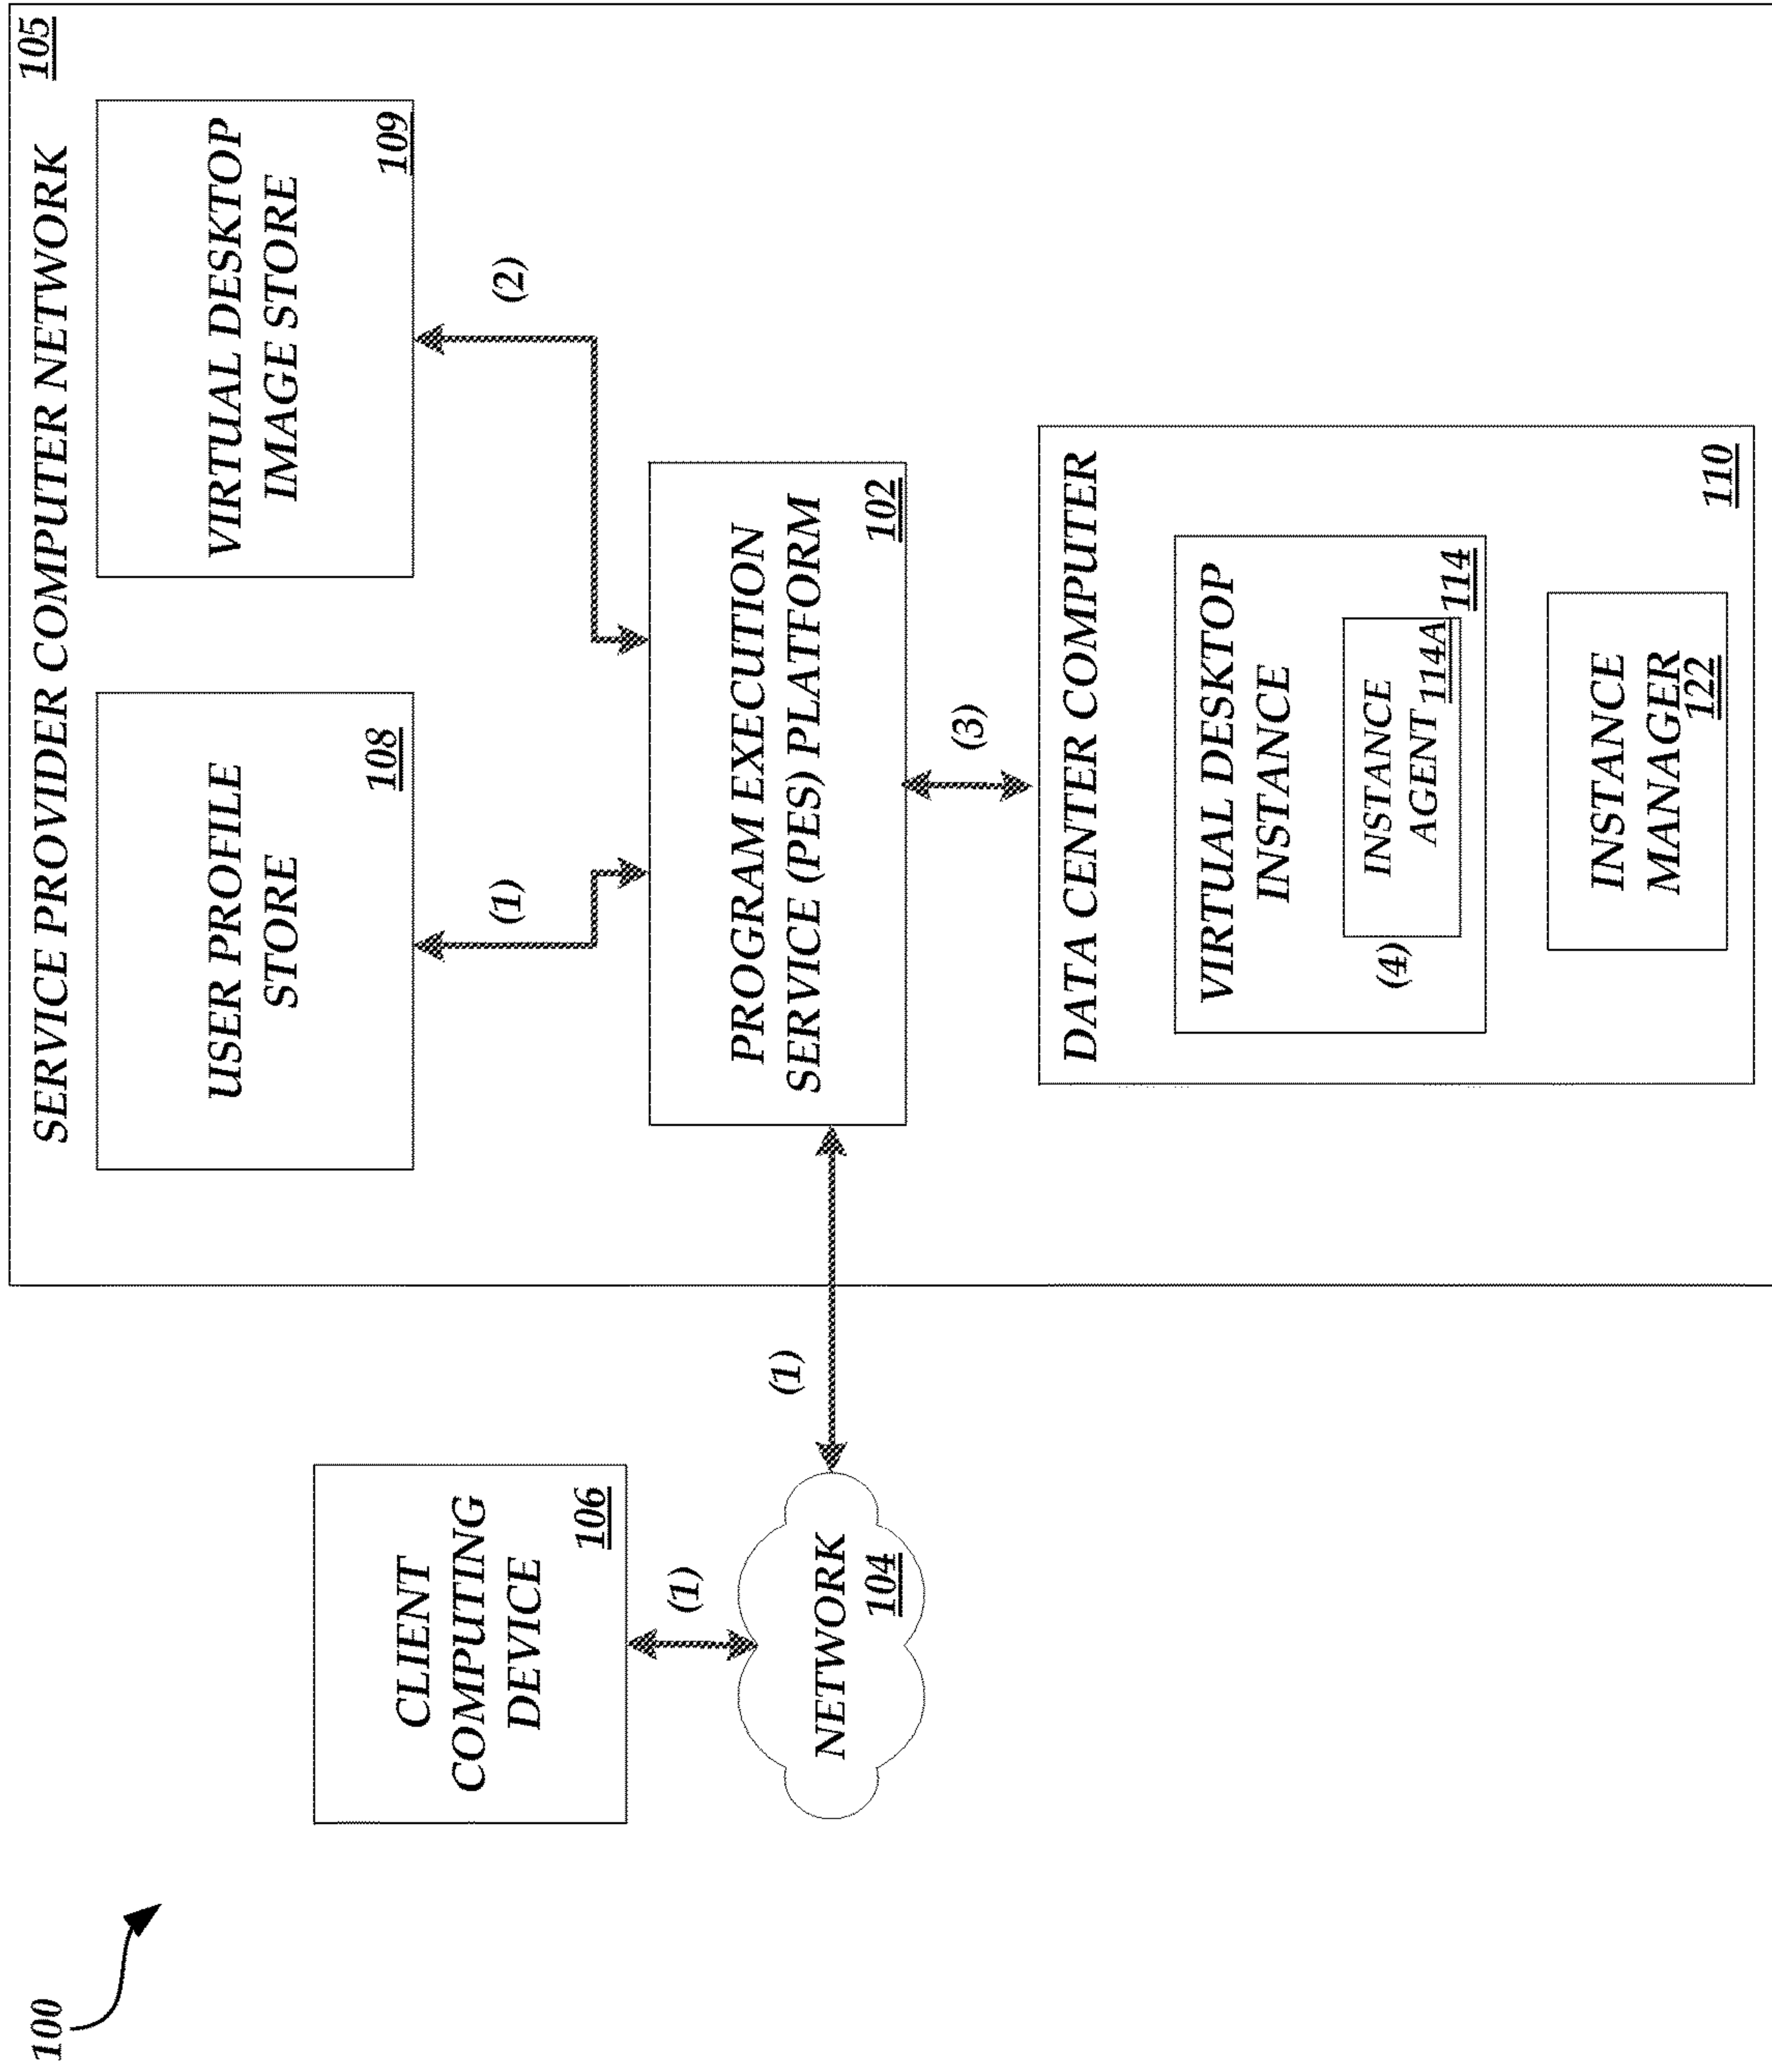 SERVICE PROVIDER COMPUTER NETWORK
105
USER PROFILE
STORE
108
VIRTUAL DESKTOP
IMAGE STORE
109
(1)
(2)
CLIENT
COMPUTING
DEVICE
106
(1)
(1)
NETWORK
104
PROGRAM EXECUTION
SERVICE (PES) PLATFORM
102
(3)
DATA CENTER COMPUTER
VIRTUAL DESKTOP
INSTANCE
(4)
INSTANCE
AGENT
114A
114
INSTANCE
MANAGER
122
110
100